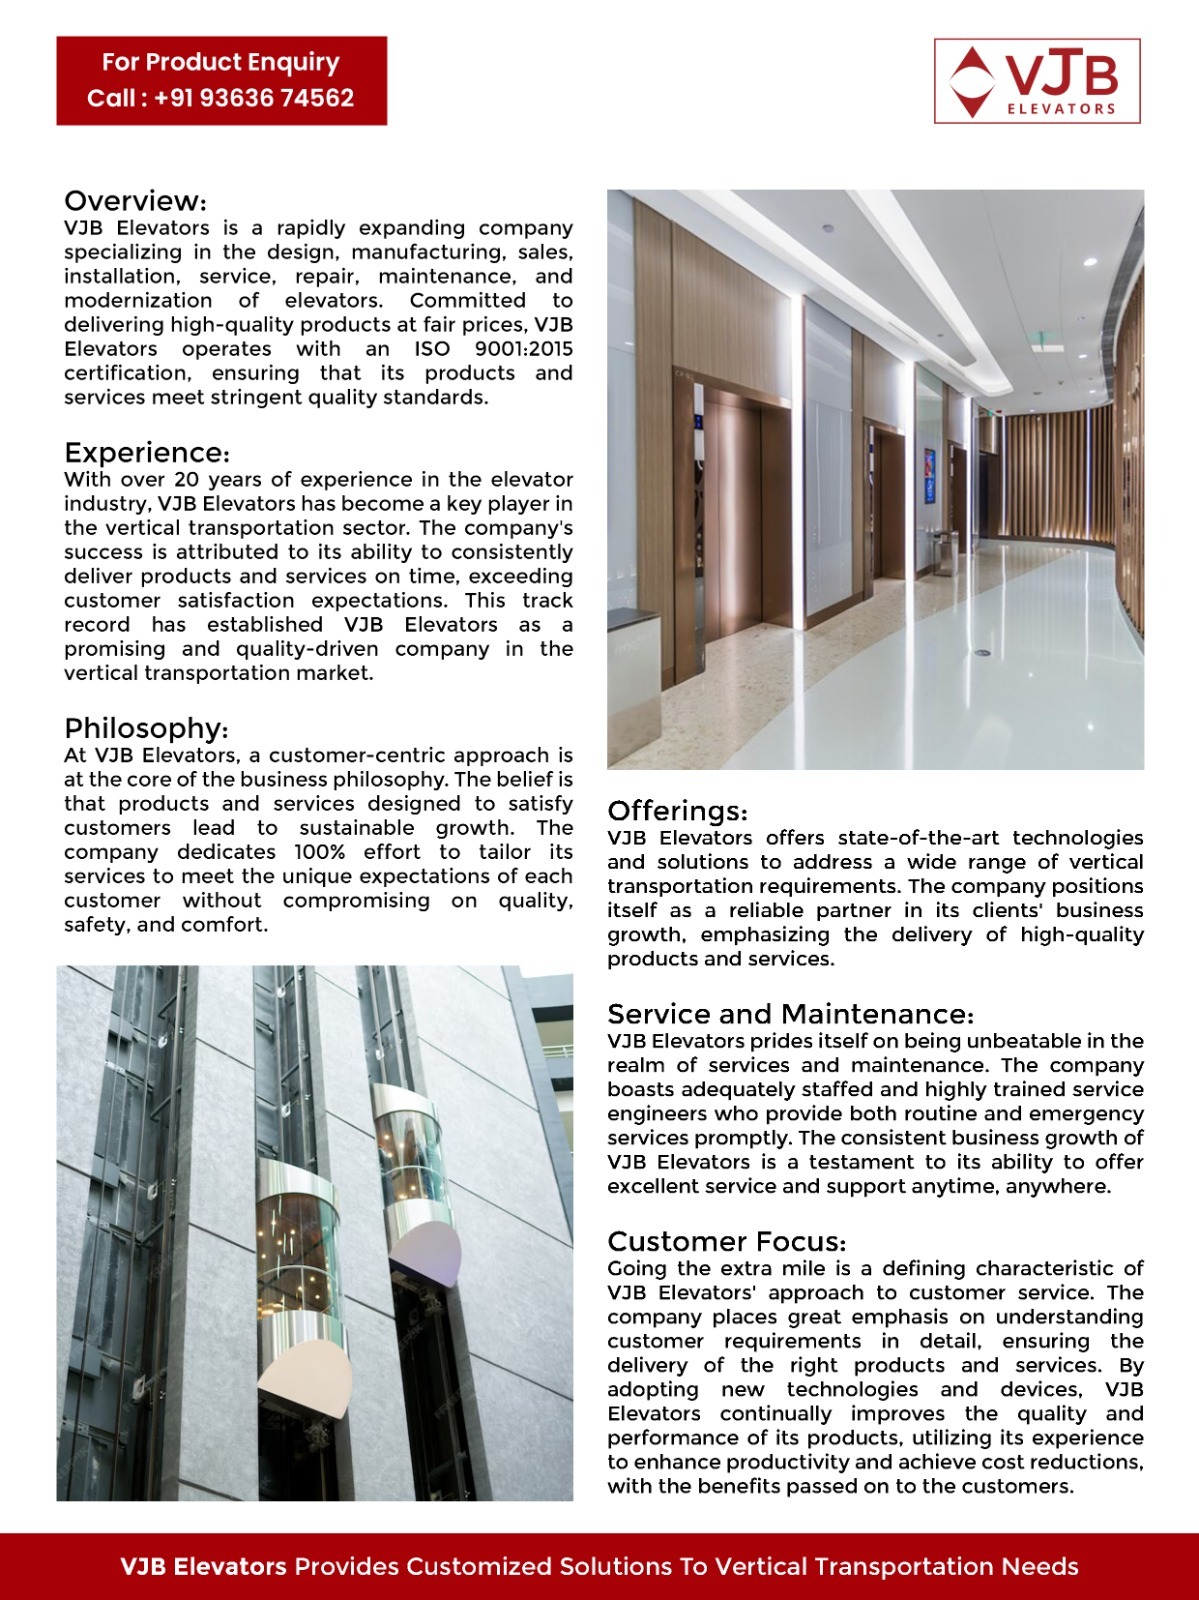 For Product Enquiry
Call : +91 93636 74562
VJB
ELEVATORS
Overview:
VJB Elevators is a rapidly expanding company
specializing in the design, manufacturing, sales,
installation, service, repair, maintenance, and
modernization of elevators. Committed to
delivering high-quality products at fair prices, VJB
Elevators operates with an ISO 9001:2015
certification, ensuring that its products and
services meet stringent quality standards.
Experience:
With over 20 years of experience in the elevator
industry, VJB Elevators has become a key player in
the vertical transportation sector. The company's
success is attributed to its ability to consistently
deliver products and services on time, exceeding
customer satisfaction expectations. This track
record has established VJB Elevators as a
promising and quality-driven company in the
vertical transportation market.
Philosophy:
At VJB Elevators, a customer-centric approach is
at the core of the business philosophy. The belief is
that products and services designed to satisfy
customers lead to sustainable growth. The
company dedicates 100% effort to tailor its
services to meet the unique expectations of each
customer without compromising on quality,
safety, and comfort.
Offerings:
VJB Elevators offers state-of-the-art technologies
and solutions to address a wide range of vertical
transportation requirements. The company positions
itself as a reliable partner in its clients' business
growth, emphasizing the delivery of high-quality
products and services.
Service and Maintenance:
VJB Elevators prides itself on being unbeatable in the
realm of services and maintenance. The company
boasts adequately staffed and highly trained service
engineers who provide both routine and emergency
services promptly. The consistent business growth of
VJB Elevators is a testament to its ability to offer
excellent service and support anytime, anywhere.
Customer Focus:
Going the extra mile is a defining characteristic of
VJB Elevators' approach to customer service. The
company places great emphasis on understanding
customer requirements in detail, ensuring the
delivery of the right products and services. By
adopting new technologies and devices, VJB
Elevators continually improves the quality and
performance of its products, utilizing its experience
to enhance productivity and achieve cost reductions,
with the benefits passed on to the customers.
VJB Elevators Provides Customized Solutions To Vertical Transportation Needs